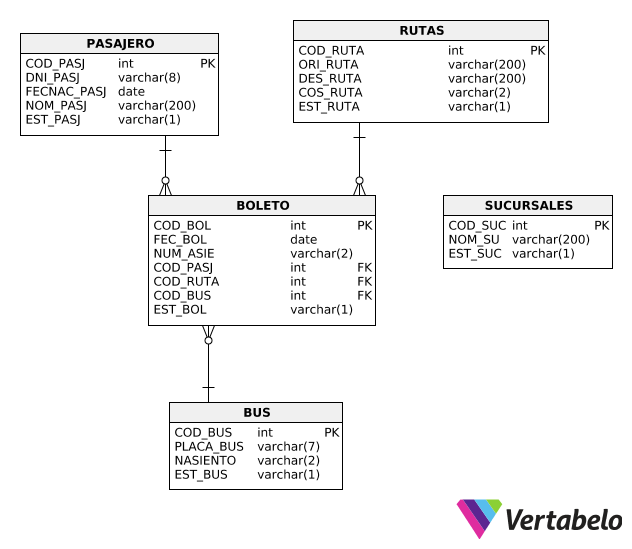 PASAJERO
COD_PASJ int PK
DNI_PASJ varchar(8)
FECNAC_PASJ date
NOM_PASJ varchar(200)
EST_PASJ varchar(1)
RUTAS
COD_RUTA int PK
ORI_RUTA varchar(200)
DES_RUTA varchar(200)
COS_RUTA varchar(2)
EST_RUTA varchar(1)
BOLETO
COD_BOL int PK
FEC_BOL date
NUM_ASIE varchar(2)
COD_PASJ int FK
COD_RUTA int FK
COD_BUS int FK
EST_BOL varchar(1)
SUCURSALES
COD_SUC int PK
NOM_SU varchar(200)
EST_SUC varchar(1)
BUS
COD_BUS int PK
PLACA_BUS varchar(7)
NASIENTO varchar(2)
EST_BUS varchar(1)
Vertabelo